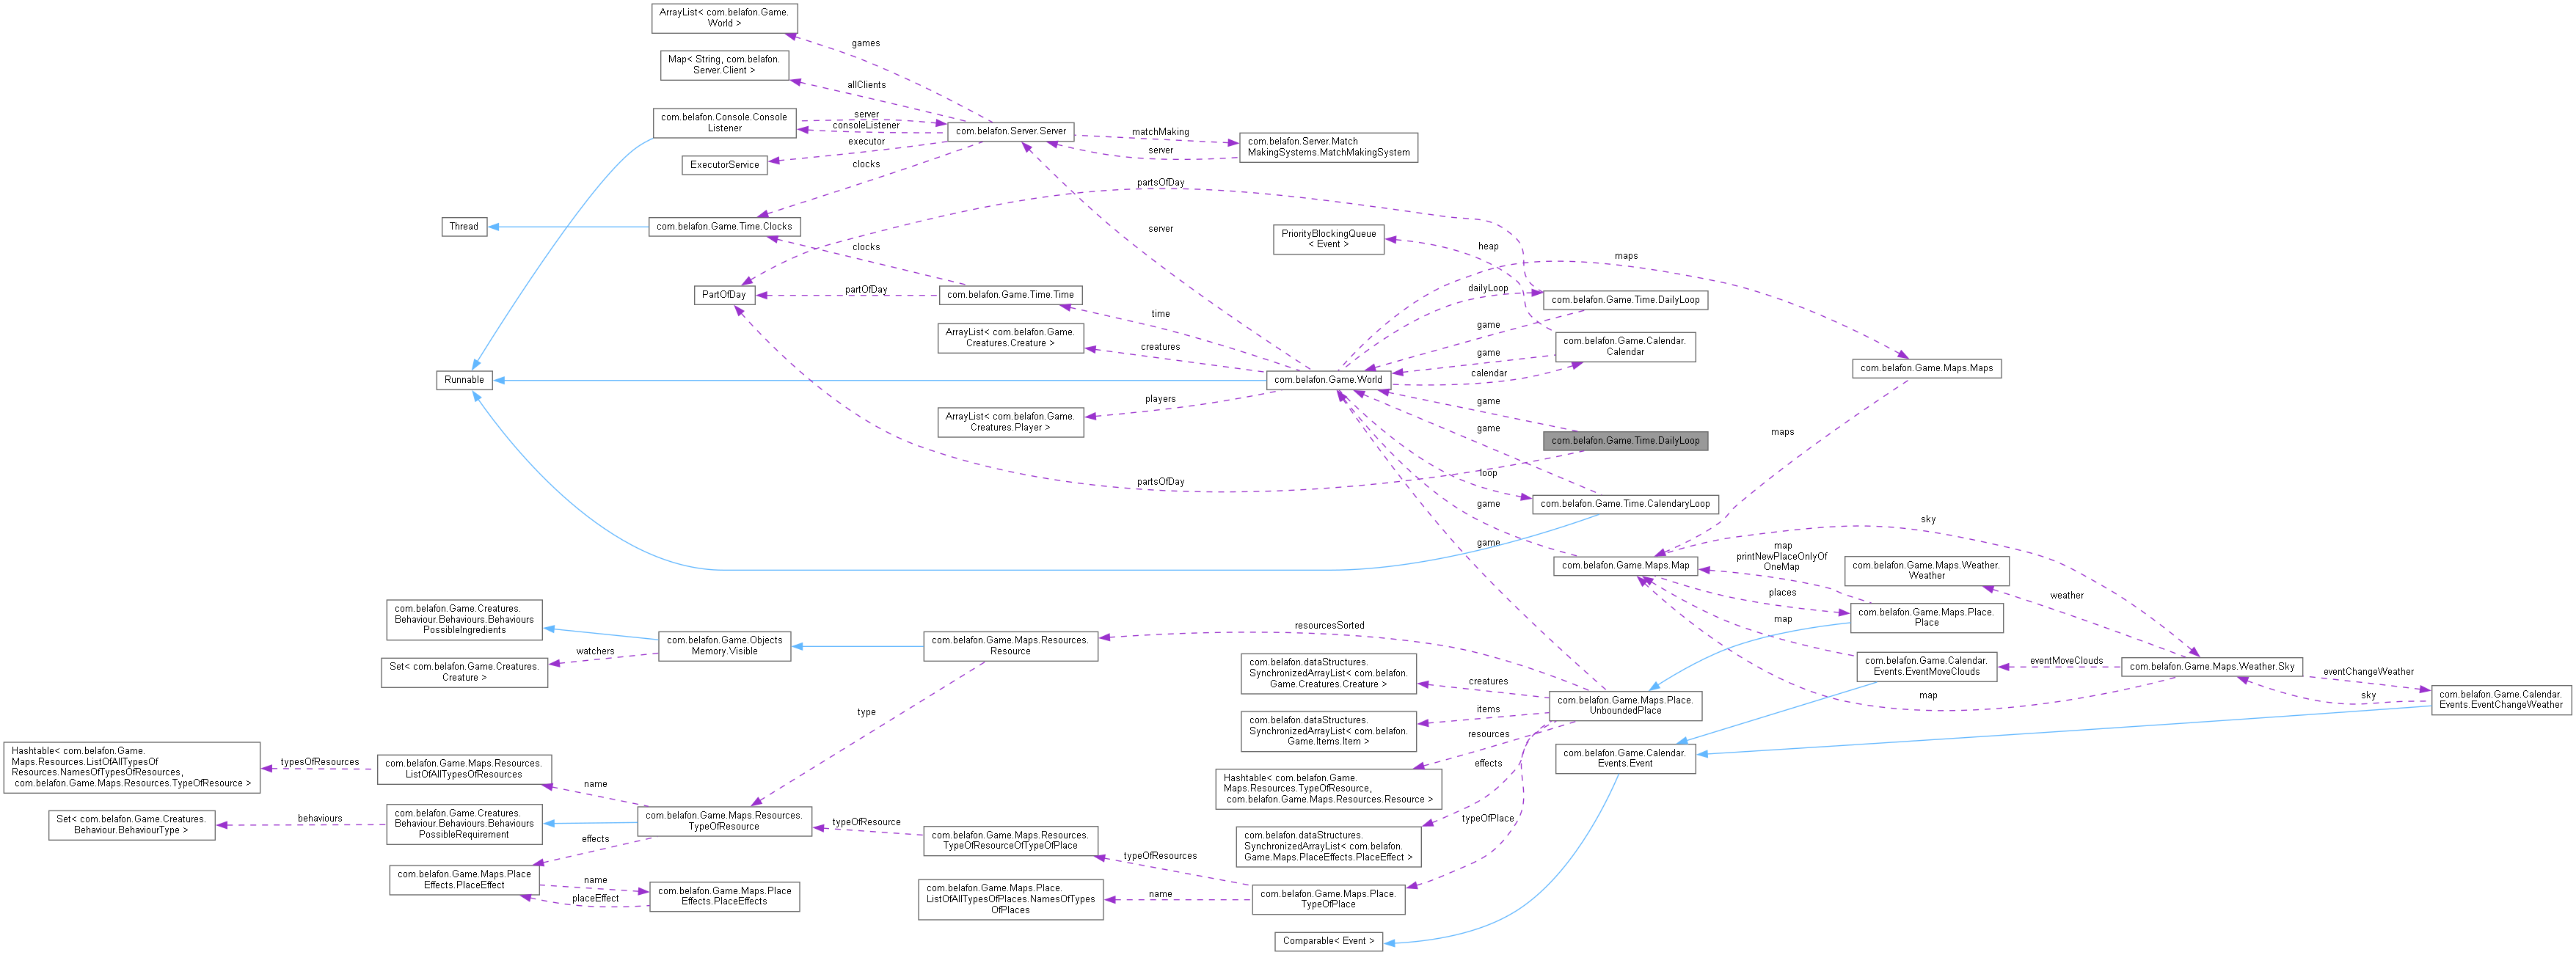 ArrayList< com.belafon.Game.
World >
games
Map< String, com.belafon.
Server.Client >
allClients
com.belafon.Console.Console
Listener
server
consoleListener
com.belafon.Server.Server
matchMaking
server
com.belafon.Server.Match
MakingSystems.MatchMakingSystem
executor
ExecutorService
clocks
partsOfDay
Thread
com.belafon.Game.Time.Clocks
server
PriorityBlockingQueue
< Event >
heap
clocks
maps
PartOfDay
partOfDay
com.belafon.Game.Time.Time
dailyLoop
com.belafon.Game.Time.DailyLoop
time
game
ArrayList< com.belafon.Game.
Creatures.Creature >
creatures
com.belafon.Game.Calendar.
Calendar
game
calendar
com.belafon.Game.Maps.Maps
Runnable
com.belafon.Game.World
players
ArrayList< com.belafon.Game.
Creatures.Player >
game
game
maps
com.belafon.Game.Time.DailyLoop
loop
partsOfDay
game
com.belafon.Game.Time.CalendaryLoop
sky
game
map
printNewPlaceOnlyOf
OneMap
com.belafon.Game.Maps.Map
com.belafon.Game.Maps.Weather.
Weather
places
weather
com.belafon.Game.Creatures.
Behaviour.Behaviours.Behaviours
PossibleIngredients
com.belafon.Game.Maps.Place.
Place
map
resourcesSorted
com.belafon.Game.Objects
Memory.Visible
com.belafon.Game.Maps.Resources.
Resource
watchers
Set< com.belafon.Game.Creatures.
Creature >
com.belafon.dataStructures.
SynchronizedArrayList< com.belafon.
Game.Creatures.Creature >
creatures
com.belafon.Game.Calendar.
Events.EventMoveClouds
eventMoveClouds
com.belafon.Game.Maps.Weather.Sky
eventChangeWeather
sky
com.belafon.Game.Calendar.
Events.EventChangeWeather
map
com.belafon.Game.Maps.Place.
UnboundedPlace
type
items
com.belafon.dataStructures.
SynchronizedArrayList< com.belafon.
Game.Items.Item >
resources
com.belafon.Game.Calendar.
Events.Event
Hashtable< com.belafon.Game.
Maps.Resources.ListOfAllTypesOf
Resources.NamesOfTypesOfResources,
com.belafon.Game.Maps.Resources.TypeOfResource >
typesOfResources
com.belafon.Game.Maps.Resources.
ListOfAllTypesOfResources
name
effects
Hashtable< com.belafon.Game.
Maps.Resources.TypeOfResource,
com.belafon.Game.Maps.Resources.Resource >
Set< com.belafon.Game.Creatures.
Behaviour.BehaviourType >
behaviours
com.belafon.Game.Creatures.
Behaviour.Behaviours.Behaviours
PossibleRequirement
com.belafon.Game.Maps.Resources.
TypeOfResource
typeOfResource
com.belafon.Game.Maps.Resources.
TypeOfResourceOfTypeOfPlace
typeOfPlace
com.belafon.dataStructures.
SynchronizedArrayList< com.belafon.
Game.Maps.PlaceEffects.PlaceEffect >
effects
typeOfResources
com.belafon.Game.Maps.Place
Effects.PlaceEffect
name
placeEffect
com.belafon.Game.Maps.Place
Effects.PlaceEffects
com.belafon.Game.Maps.Place.
ListOfAllTypesOfPlaces.NamesOfTypes
OfPlaces
name
com.belafon.Game.Maps.Place.
TypeOfPlace
Comparable< Event >